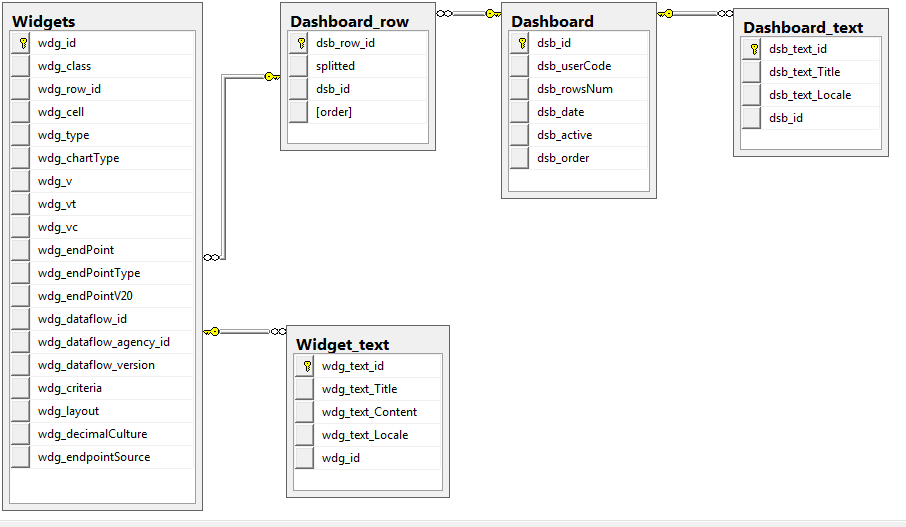 Widgets
wdg_id
wdg_class
wdg_row_id
wdg_cell
wdg_type
wdg_chartType
wdg_v
wdg_vt
wdg_vc
wdg_endPoint
wdg_endPointType
wdg_endPointV20
wdg_dataflow_id
wdg_dataflow_agency_id
wdg_dataflow_version
wdg_criteria
wdg_layout
wdg_decimalCulture
wdg_endpointSource
Dashboard_row
dsb_row_id
splitted
dsb_id
[order]
Dashboard
dsb_id
dsb_userCode
dsb_rowsNum
dsb_date
dsb_active
dsb_order
Dashboard_text
dsb_text_id
dsb_text_Title
dsb_text_Locale
dsb_id
Widget_text
wdg_text_id
wdg_text_Title
wdg_text_Content
wdg_text_Locale
wdg_id